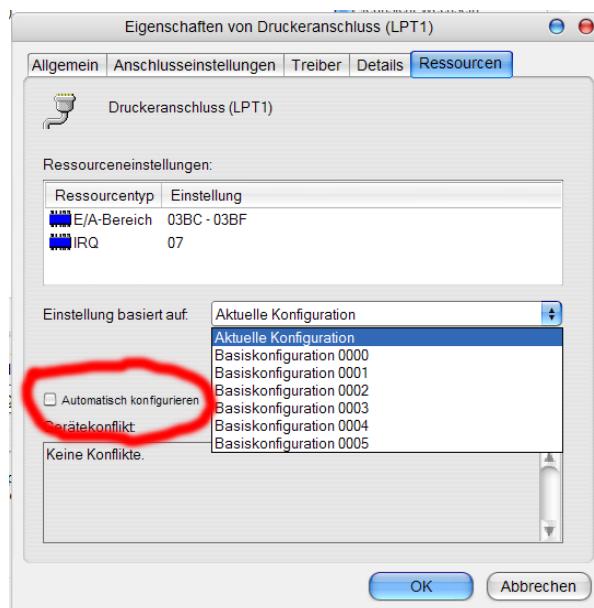 Eigenschaften von Druckeranschluss (LPT1)
Allgemein Anschlusseinstellungen Treiber Details Ressourcen
Druckeranschluss (LPT1)
Ressourceneinstellungen:
Ressourcentyp Einstellung
E/A-Bereich 03BC - 03BF
IRQ 07
Einstellung basiert auf: Aktuelle Konfiguration
Aktuelle Konfiguration
Basiskonfiguration 0000
Basiskonfiguration 0001
Basiskonfiguration 0002
Automatisch konfigurieren Basiskonfiguration 0003
Gerätekonflikt: Basiskonfiguration 0004
Keine Konflikte. Basiskonfiguration 0005
OK Abbrechen